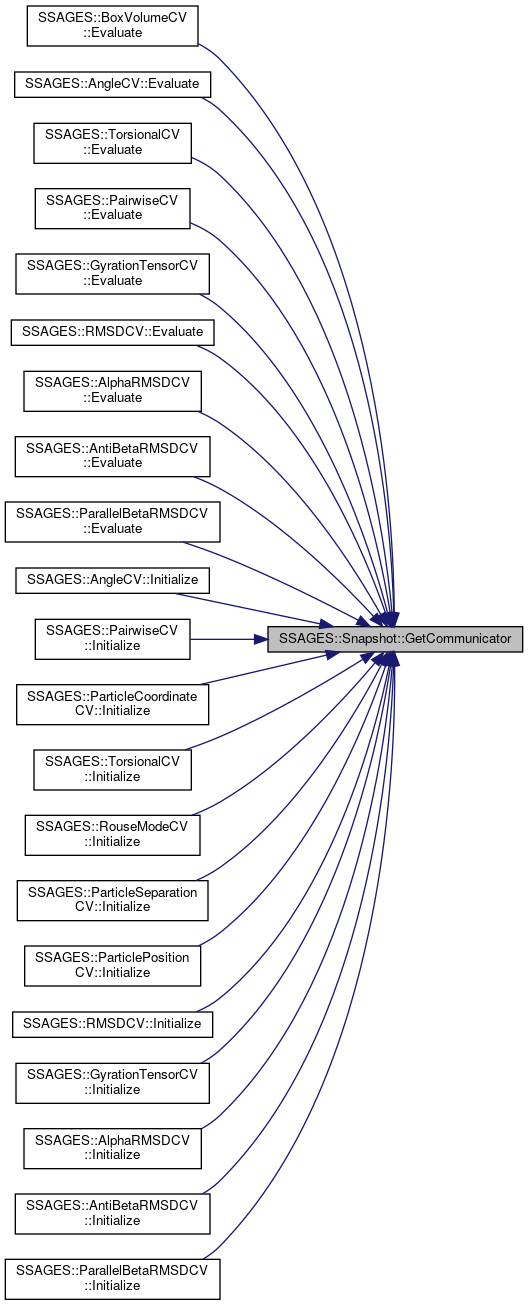 SSAGES::BoxVolumeCV
::Evaluate
SSAGES::AngleCV::Evaluate
SSAGES::TorsionalCV
::Evaluate
SSAGES::PairwiseCV
::Evaluate
SSAGES::GyrationTensorCV
::Evaluate
SSAGES::RMSDCV::Evaluate
SSAGES::AlphaRMSDCV
::Evaluate
SSAGES::AntiBetaRMSDCV
::Evaluate
SSAGES::ParallelBetaRMSDCV
::Evaluate
SSAGES::AngleCV::Initialize
SSAGES::PairwiseCV
::Initialize
SSAGES::Snapshot::GetCommunicator
SSAGES::ParticleCoordinate
CV::Initialize
SSAGES::TorsionalCV
::Initialize
SSAGES::RouseModeCV
::Initialize
SSAGES::ParticleSeparation
CV::Initialize
SSAGES::ParticlePosition
CV::Initialize
SSAGES::RMSDCV::Initialize
SSAGES::GyrationTensorCV
::Initialize
SSAGES::AlphaRMSDCV
::Initialize
SSAGES::AntiBetaRMSDCV
::Initialize
SSAGES::ParallelBetaRMSDCV
::Initialize